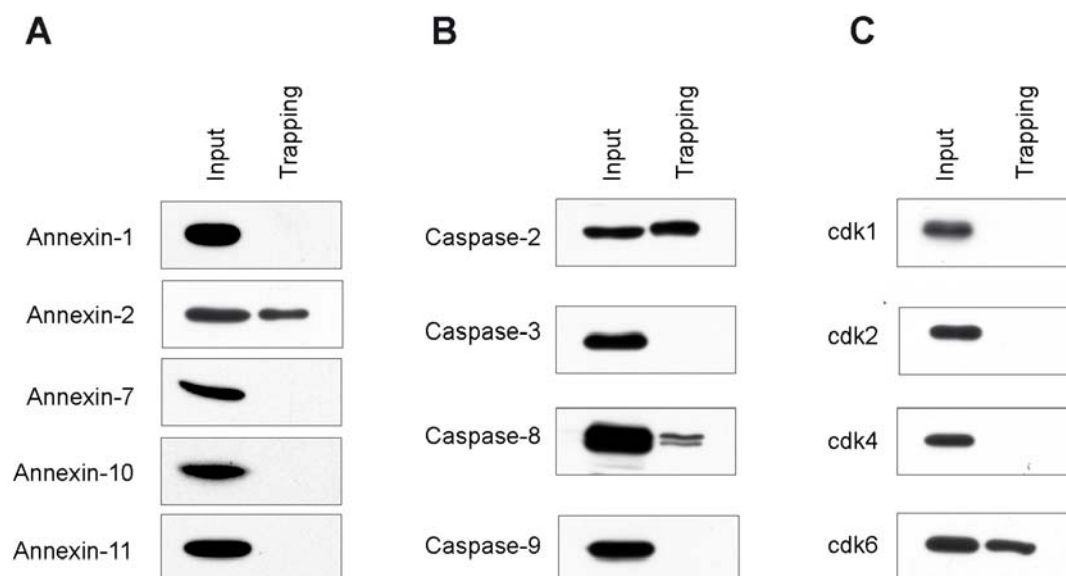 A
B
C
Input
Trapping
Input
Trapping
Input
Trapping
Annexin-1
Annexin-2
Annexin-7
Annexin-10
Annexin-11
Caspase-2
Caspase-3
Caspase-8
Caspase-9
cdk1
cdk2
cdk4
cdk6